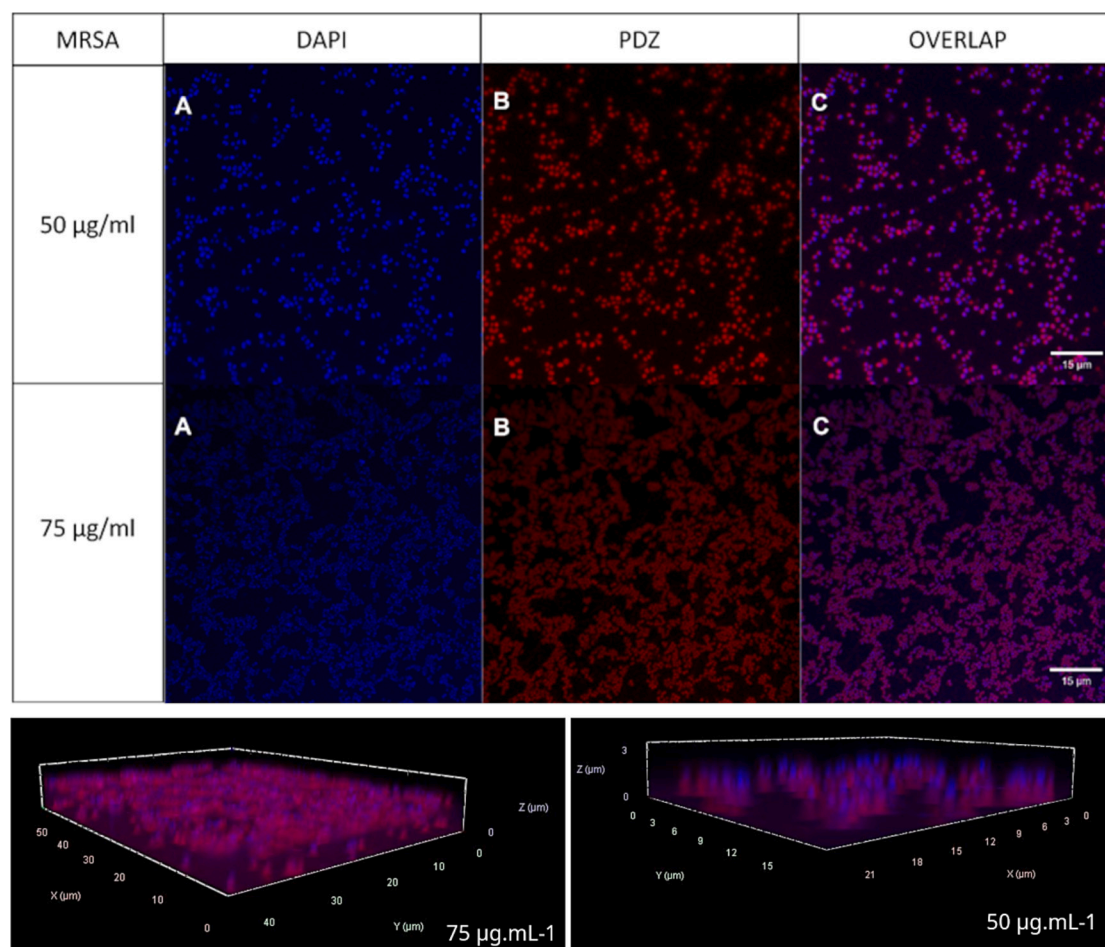 MRSA DAPI PDZ OVERLAP
A B C
50 µg/ml
15 µm
A B C
75 µg/ml
15 µm
Z (µm)
0
0
50
40
30
20
10
0
X (µm)
10
20
30
40
Y (µm)
75 µg.mL-1
3
Z (µm)
0
0
3
6
9
12
15
Y (µm)
21
18
15
12
9
6
3
0
X (µm)
50 µg.mL-1